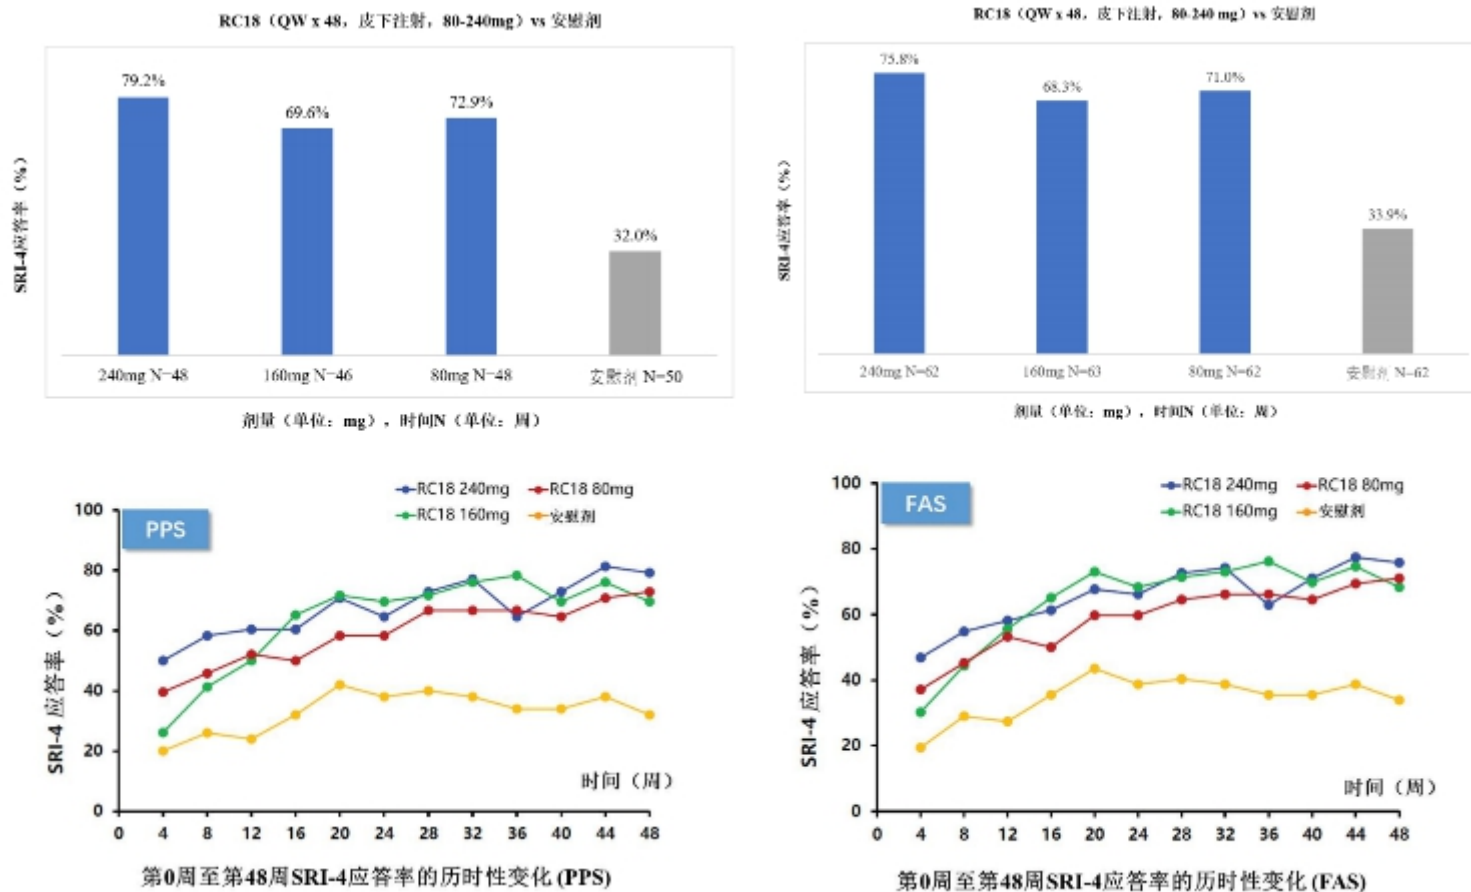 RC18（QW x 48，皮下注射，80-240mg）vs 安慰剂
SRI-4应答率（%）
79.2%
69.6%
72.9%
32.0%
240mg N=48
160mg N=46
80mg N=48
安慰剂 N=50
剂量（单位：mg），时间N（单位：周）
RC18（QW x 48，皮下注射，80-240 mg）vs 安慰剂
SRI-4应答率（%）
75.8%
68.3%
71.0%
33.9%
240mg N=62
160mg N=63
80mg N=62
安慰剂 N=62
剂量（单位：mg），时间N（单位：周）
PPS
RC18 240mg
RC18 80mg
RC18 160mg
安慰剂
SRI-4 应答率（%）
100
80
60
40
20
0
0 4 8 12 16 20 24 28 32 36 40 44 48
时间（周）
第0周至第48周SRI-4应答率的历时性变化 (PPS)
FAS
RC18 240mg
RC18 80mg
RC18 160mg
安慰剂
SRI-4 应答率（%）
100
80
60
40
20
0
0 4 8 12 16 20 24 28 32 36 40 44 48
时间（周）
第0周至第48周SRI-4应答率的历时性变化 (FAS)